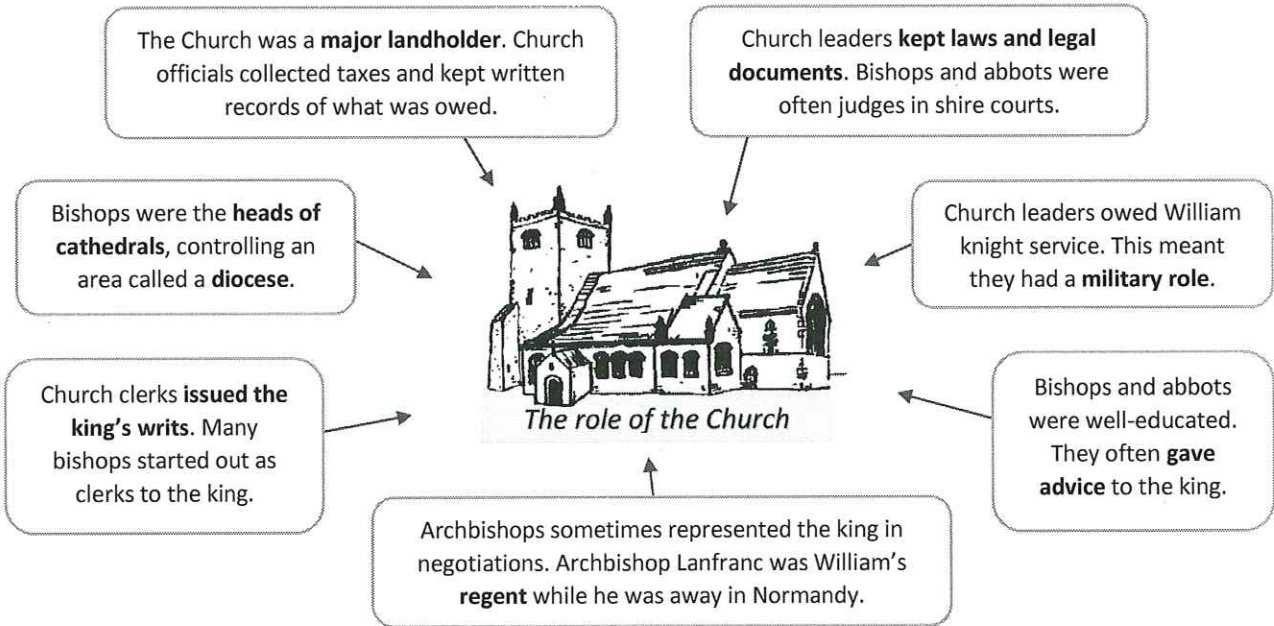 The Church was a major landholder. Church
officials collected taxes and kept written
records of what was owed.
Church leaders kept laws and legal
documents. Bishops and abbots were
often judges in shire courts.
Bishops were the heads of
cathedrals, controlling an
area called a diocese.
Church leaders owed William
knight service. This meant
they had a military role.
Church clerks issued the
king's writs. Many
bishops started out as
clerks to the king.
The role of the Church
Bishops and abbots
were well-educated.
They often gave
advice to the king.
Archbishops sometimes represented the king in
negotiations. Archbishop Lanfranc was William's
regent while he was away in Normandy.